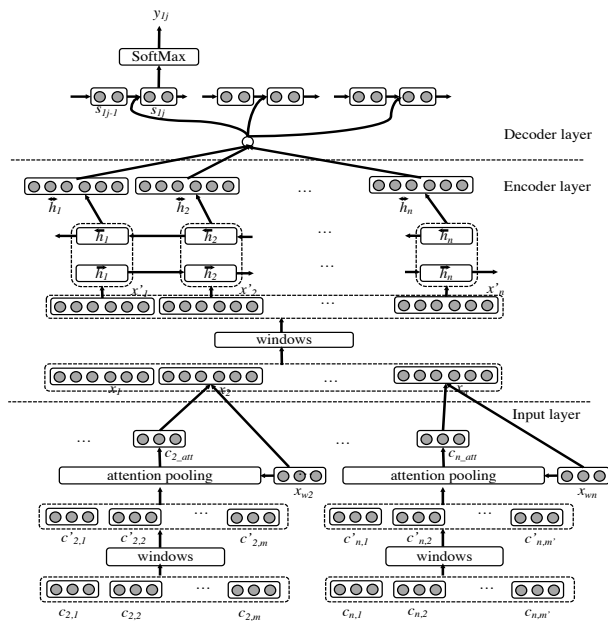 y1j
SoftMax
s1j-1 s1j
Decoder layer
Encoder layer
h1 h2 … hn
h1 h2 … hn
h1 h2 … hn
x'1 x'2 x'n
…
windows
x1 x2 … x
Input layer
… c2_att … cn_att
attention pooling xw2 attention pooling xwn
… …
c'2,1 c'2,2 c'2,m c'n,1 c'n,2 c'n,m'
windows windows
… …
c2,1 c2,2 c2,m cn,1 cn,2 cn,m'